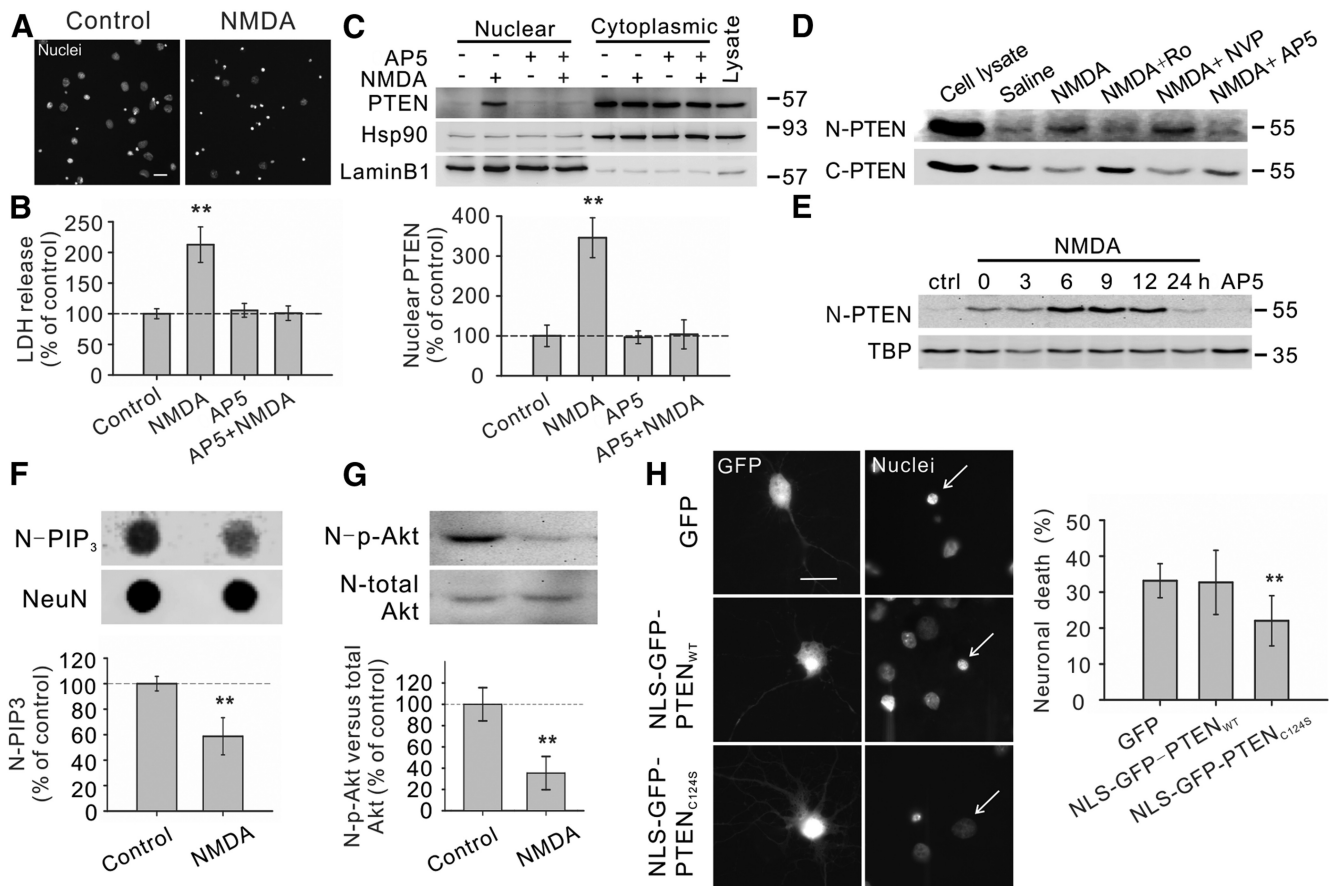 A
Control
NMDA
Nuclei
B
LDH release
(% of control)
250
200
150
100
50
0
Control
NMDA
AP5
AP5+NMDA
C
Nuclear
Cytoplasmic
Lysate
AP5 - - + + - - + +
NMDA - + - + - + - +
PTEN
Hsp90
LaminB1
–57
–93
–57
**
Nuclear PTEN
(% of control)
400
300
200
100
0
**
Control
NMDA
AP5
AP5+NMDA
D
Cell lysate
Saline
NMDA
NMDA+Ro
NMDA+ NVP
NMDA+ AP5
N-PTEN
– 55
C-PTEN
– 55
E
NMDA
ctrl 0 3 6 9 12 24 h AP5
N-PTEN
– 55
TBP
– 35
F
N–PIP3
NeuN
N-PIP3
(% of control)
120
100
80
60
40
20
0
**
Control
NMDA
G
N–p-Akt
N-total
Akt
N-p-Akt versus total
Akt (% of control)
120
100
80
60
40
20
0
**
Control
NMDA
H
GFP
Nuclei
GFP
NLS-GFP-
PTENWT
NLS-GFP-
PTENC124S
Neuronal death (%)
50
40
30
20
10
0
**
GFP
NLS-GFP–PTENWT
NLS-GFP-PTENC124S